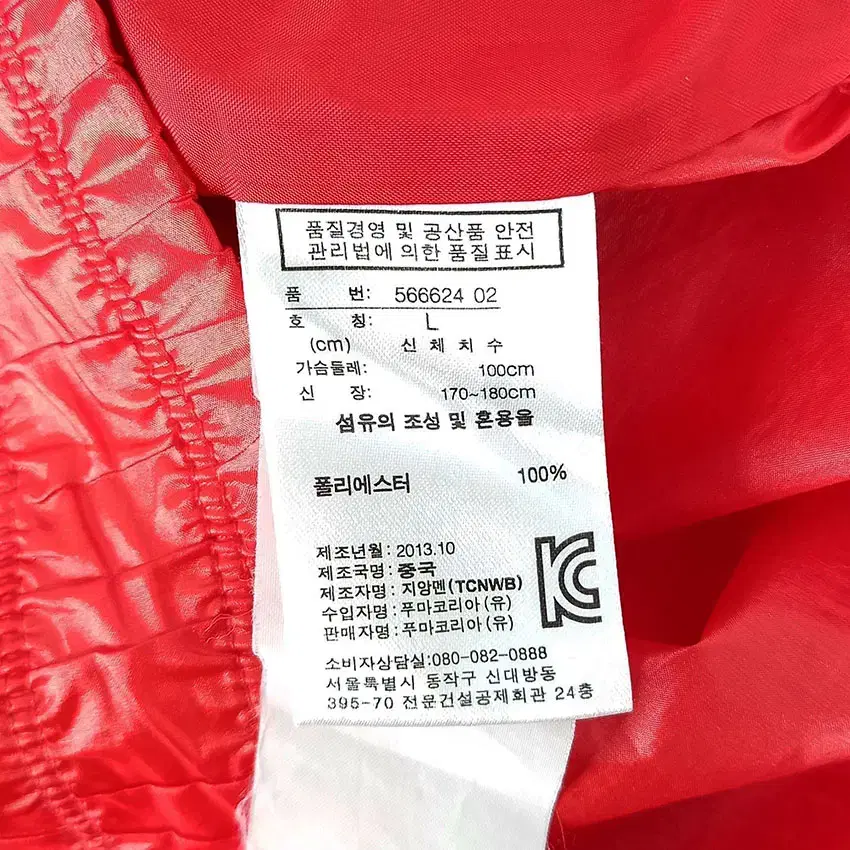 품질경영 및 공산품 안전
관리법에 의한 품질표시
품 번: 566624 02
호 칭: L
(cm) 신체치수
가슴둘레: 100cm
신 장: 170~180cm
섬유의 조성 및 혼용율
폴리에스터 100%
제조년월: 2013.10
제조국명: 중국
제조자명: 지양멘(TCNWB)
수입자명: 푸마코리아 (유)
판매자명: 푸마코리아 (유)
소비자상담실:080-082-0888
서울특별시 동작구 신대방동
395-70 전문건설공제회관 24층